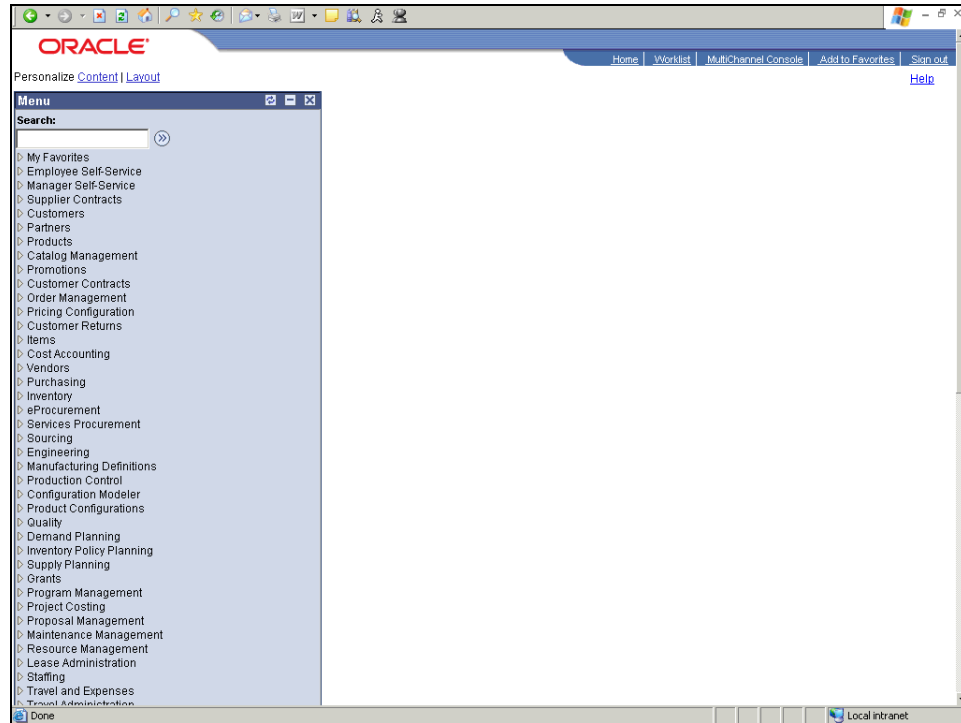 ORACLE
Home | Worklist | MultiChannel Console | Add to Favorites | Sign out
Personalize Content | Layout
Help
Menu
Search:
My Favorites
Employee Self-Service
Manager Self-Service
Supplier Contracts
Customers
Partners
Products
Catalog Management
Promotions
Customer Contracts
Order Management
Pricing Configuration
Customer Returns
Items
Cost Accounting
Vendors
Purchasing
Inventory
eProcurement
Services Procurement
Sourcing
Engineering
Manufacturing Definitions
Production Control
Configuration Modeler
Product Configurations
Quality
Demand Planning
Inventory Policy Planning
Supply Planning
Grants
Program Management
Project Costing
Proposal Management
Maintenance Management
Resource Management
Lease Administration
Staffing
Travel and Expenses
Travel Administration
Done
Local intranet